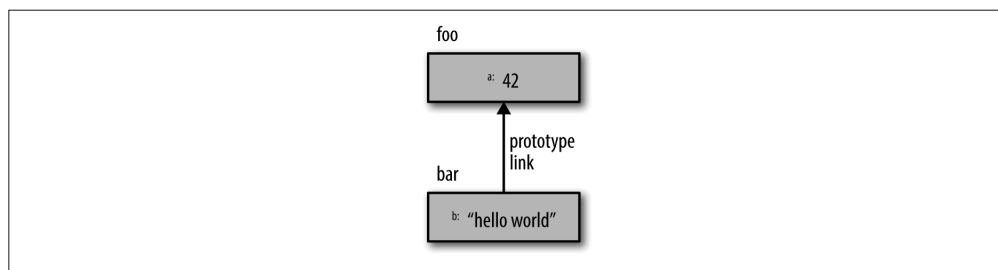 foo
a: 42
prototype
link
bar
b: “hello world”